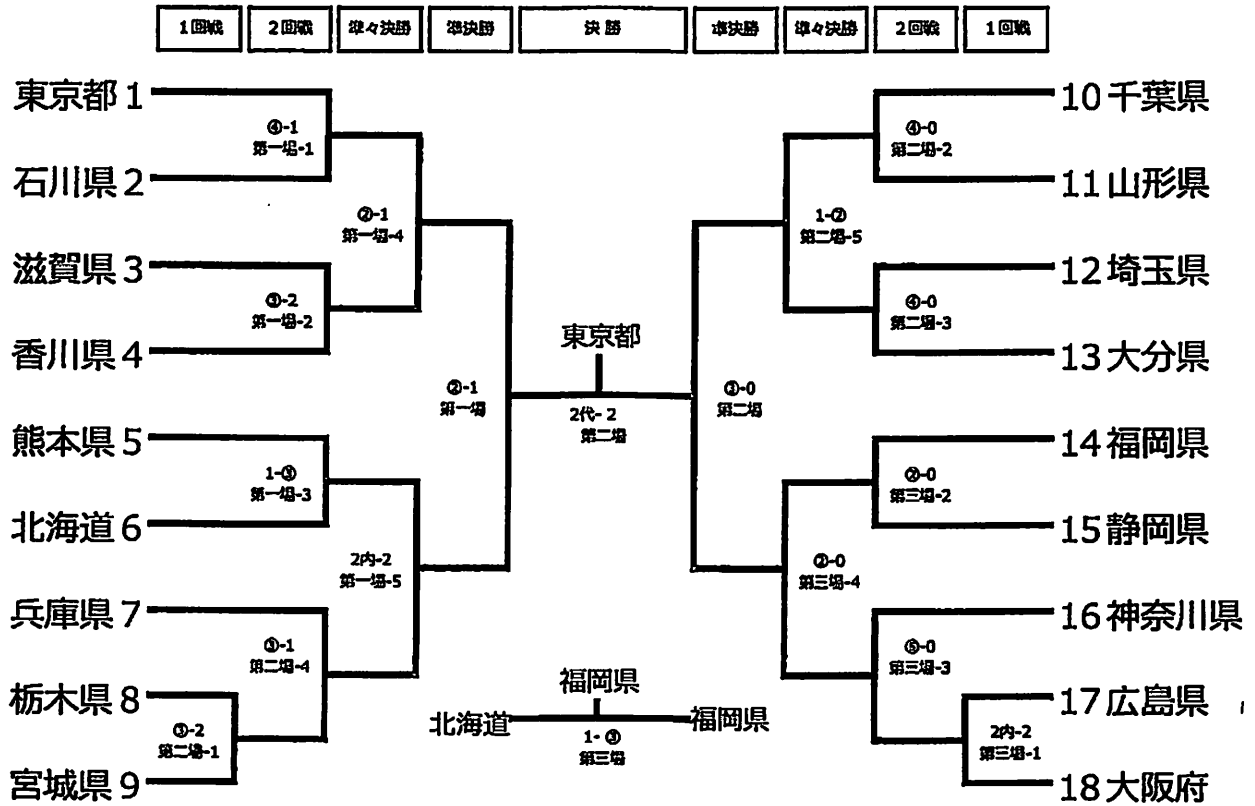 1回戦 2回戦 準々決勝 準決勝 決勝 準決勝 準々決勝 2回戦 1回戦
東京都 1
④-1
第一場-1
石川県 2
②-1
第一場-4
滋賀県 3
③-2
第一場-2
香川県 4
②-1
第一場
熊本県 5
1-③
第一場-3
北海道 6
2内-2
第一場-5
兵庫県 7
③-1
第二場-4
栃木県 8
③-2
第二場-1
宮城県 9
東京都
2代- 2
第二場
福岡県
北海道
福岡県
1- ③
第三場
10 千葉県
④-0
第二場-2
11 山形県
1-②
第二場-5
12 埼玉県
④-0
第二場-3
13 大分県
③-0
第二場
14 福岡県
②-0
第三場-2
15 静岡県
②-0
第三場-4
16 神奈川県
⑤-0
第三場-3
17 広島県
2内-2
第三場-1
18 大阪府